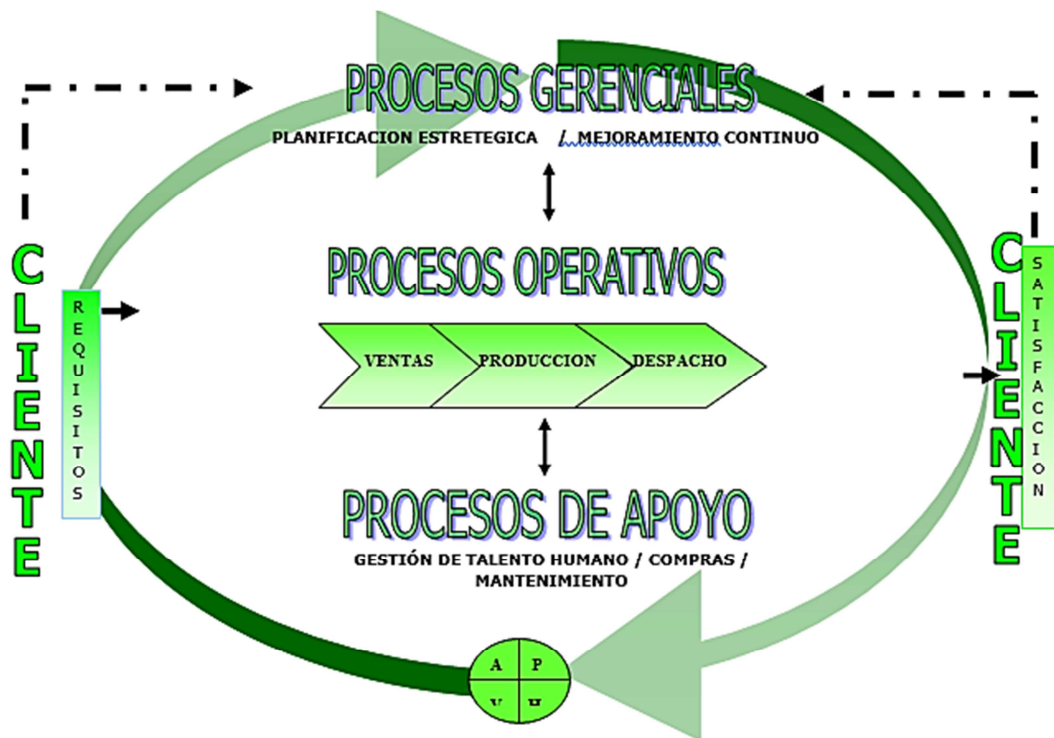 PROCESOS GERENCIALES
PLANIFICACION ESTRETEGICA / MEJORAMIENTO CONTINUO
CLIENTE
REQUISITOS
PROCESOS OPERATIVOS
VENTAS PRODUCCION DESPACHO
CLIENTE
SATISFACCION
PROCESOS DE APOYO
GESTIÓN DE TALENTO HUMANO / COMPRAS /
MANTENIMIENTO
A P
V H